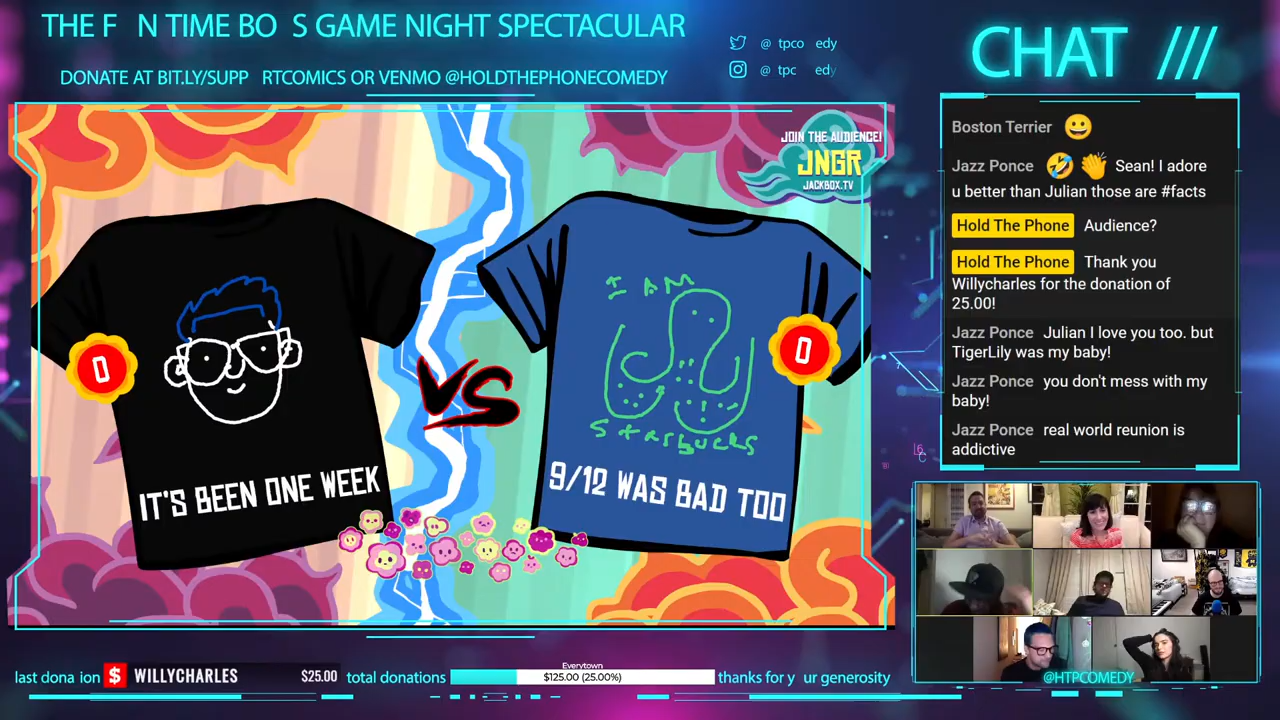 THE F N TIME BO S GAME NIGHT SPECTACULAR
DONATE AT BIT.LY/SUPP RTCOMICS OR VENMO @HOLDTHEPHONECOMEDY
@ tpco edy
@ tpc edy
CHAT ///
JOIN THE AUDIENCE!
JNGR
JACKBOX.TV
0
IT'S BEEN ONE WEEK
VS
I AM
STARBUCKS
0
9/12 WAS BAD TOO
Boston Terrier 😀
Jazz Ponce 🤣👏 Sean! I adore
u better than Julian those are #facts
Hold The Phone Audience?
Hold The Phone Thank you
Willycharles for the donation of
25.00!
Jazz Ponce Julian I love you too. but
TigerLily was my baby!
Jazz Ponce you don't mess with my
baby!
Jazz Ponce real world reunion is
addictive
@HTPCOMEDY
last dona ion $ WILLYCHARLES $25.00
total donations
Everytown
$125.00 (25.00%)
thanks for y ur generosity